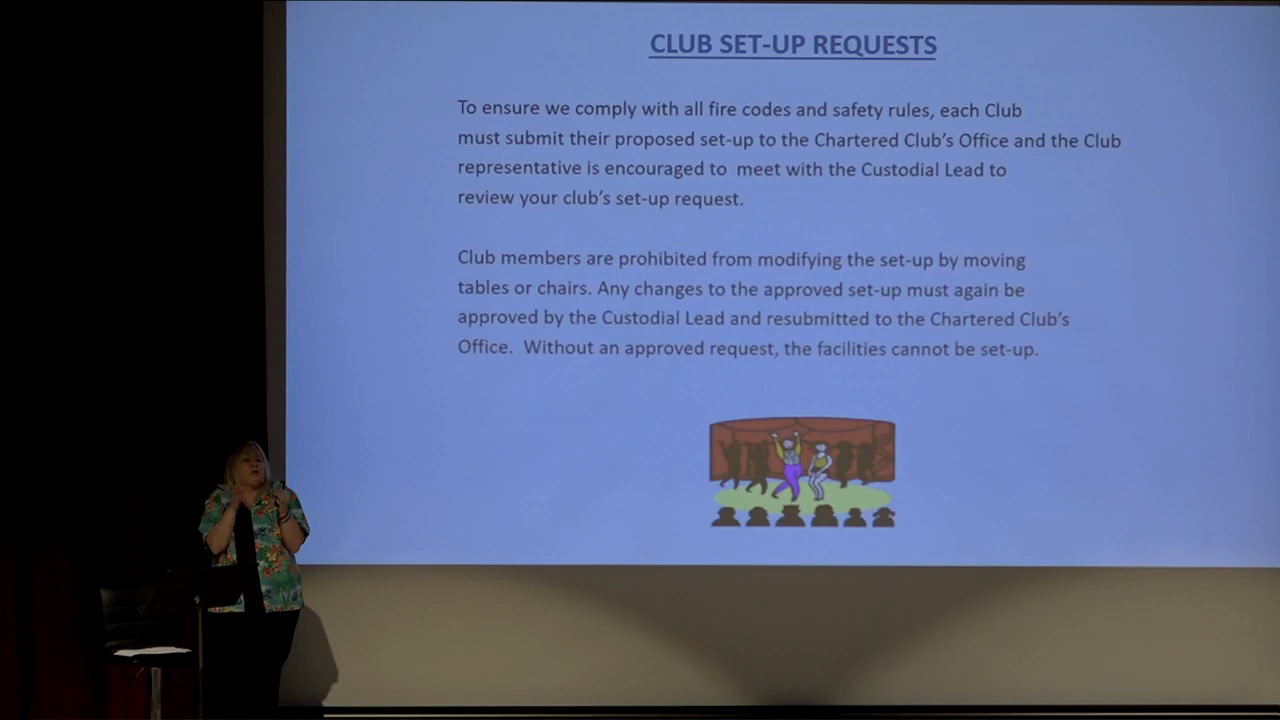 CLUB SET-UP REQUESTS
To ensure we comply with all fire codes and safety rules, each Club
must submit their proposed set-up to the Chartered Club's Office and the Club
representative is encouraged to  meet with the Custodial Lead to
review your club's set-up request.
Club members are prohibited from modifying the set-up by moving
tables or chairs. Any changes to the approved set-up must again be
approved by the Custodial Lead and resubmitted to the Chartered Club's
Office.  Without an approved request, the facilities cannot be set-up.